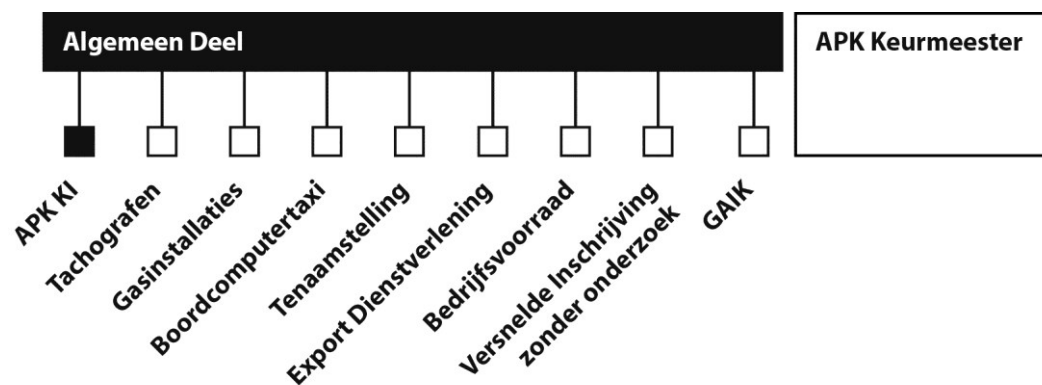 Algemeen Deel
APK Keurmeester
APK KI
Tachografen
Gasinstallaties
Boordcomputertaxi
Tenaamstelling
Export Dienstverlening
Bedrijfsvoorraad
Versnelde Inschrijving
zonder onderzoek
GAIK